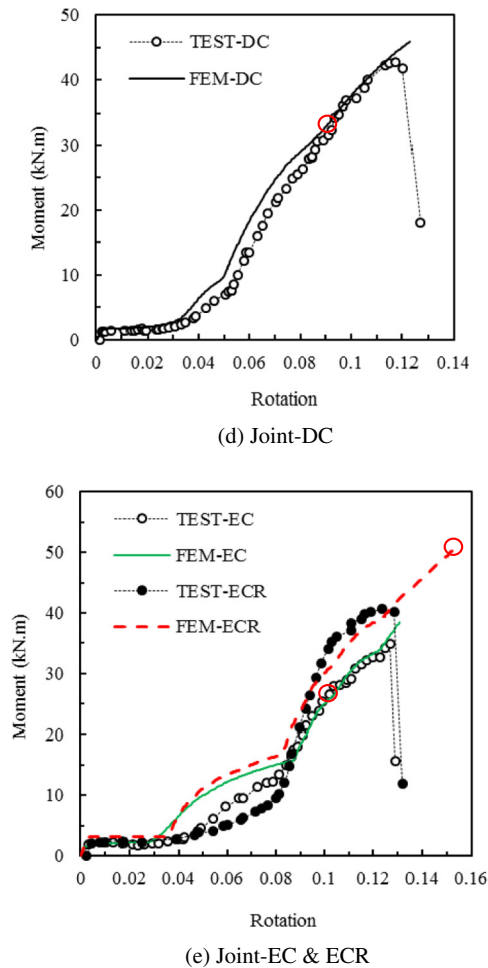 50
40
30
20
10
0
Moment (kN.m)
TEST-DC
FEM-DC
0 0.02 0.04 0.06 0.08 0.1 0.12 0.14
Rotation
(d) Joint-DC
60
50
40
30
20
10
0
Moment (kN.m)
TEST-EC
FEM-EC
TEST-ECR
FEM-ECR
0 0.02 0.04 0.06 0.08 0.1 0.12 0.14 0.16
Rotation
(e) Joint-EC & ECR